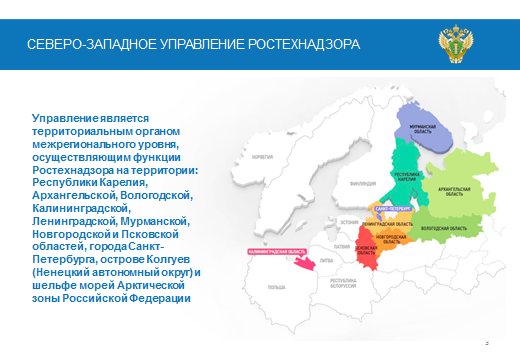 СЕВЕРО-ЗАПАДНОЕ УПРАВЛЕНИЕ РОСТЕХНАДЗОРА
Управление является
территориальным органом
межрегионального уровня,
осуществляющим функции
Ростехнадзора на территории:
Республики Карелия,
Архангельской, Вологодской,
Калининградской,
Ленинградской, Мурманской,
Новгородской и Псковской
областей, города Санкт-
Петербурга, острове Колгуев
(Ненецкий автономный округ) и
шельфе морей Арктической
зоны Российской Федерации
МУРМАНСКАЯ
ОБЛАСТЬ
НОРВЕГИЯ
РЕСПУБЛИКА
КАРЕЛИЯ
ФИНЛЯНДИЯ
АРХАНГЕЛЬСКАЯ
ОБЛАСТЬ
САНКТ-ПЕТЕРБУРГ
ЭСТОНИЯ
ЛЕНИНГРАДСКАЯ ОБЛАСТЬ
ВОЛОГОДСКАЯ ОБЛАСТЬ
НОВГОРОДСКАЯ
ОБЛАСТЬ
ЛАТВИЯ
ПСКОВСКАЯ
ОБЛАСТЬ
КАЛИНИНГРАДСКАЯ ОБЛАСТЬ
ЛИТВА
ПОЛЬША
РЕСПУБЛИКА
БЕЛОРУССИЯ